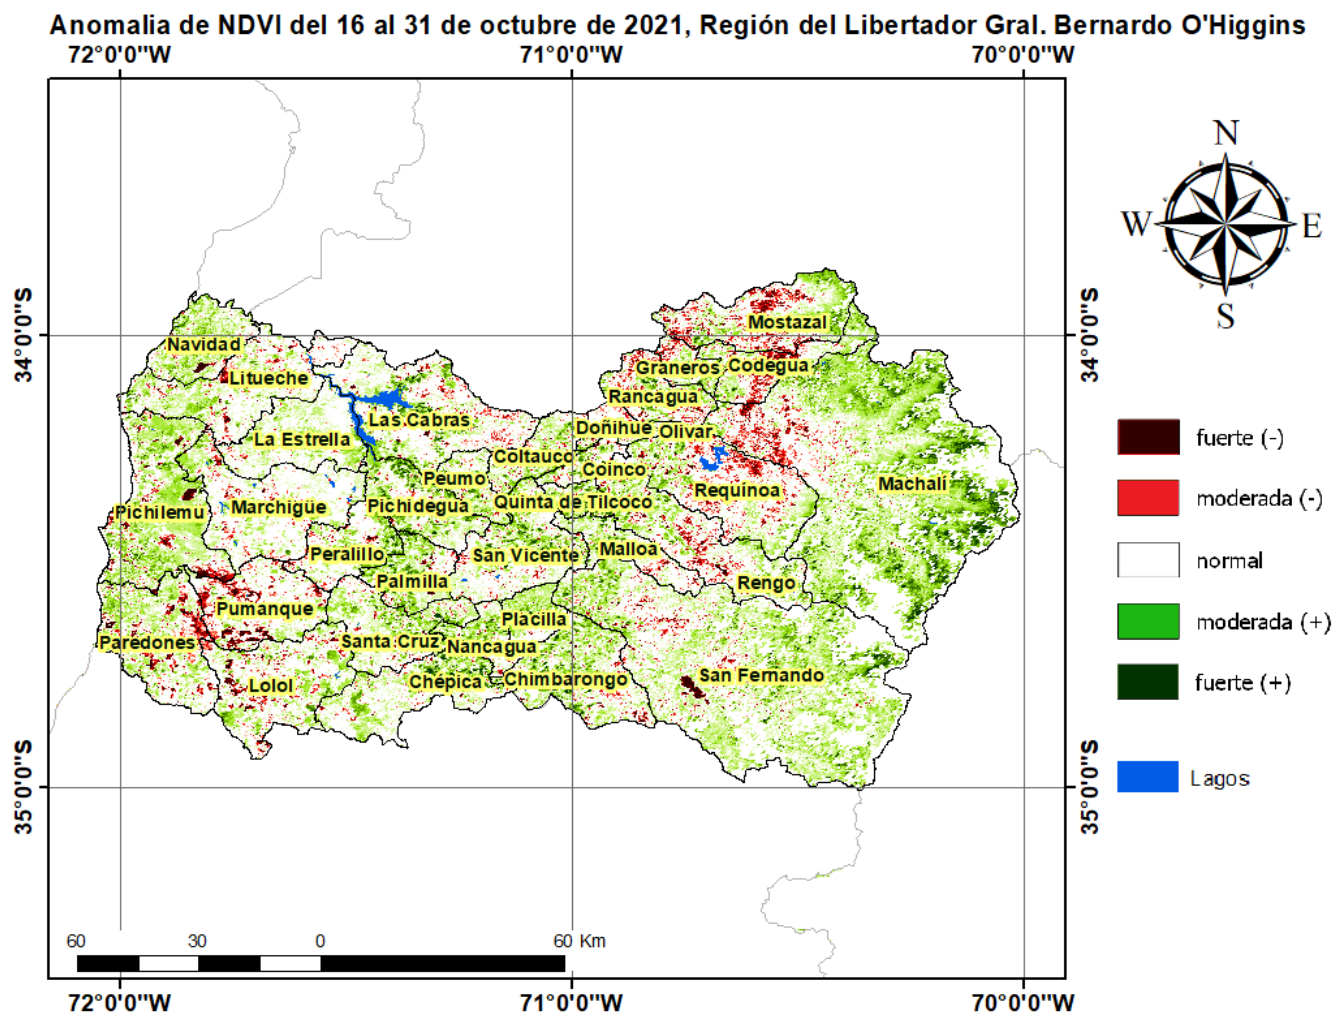 Anomalia de NDVI del 16 al 31 de octubre de 2021, Región del Libertador Gral. Bernardo O'Higgins
72°0'0"W 71°0'0"W 70°0'0"W
N
W E
S
34°0'0"S 34°0'0"S
Mostazal
Navidad
Graneros Codegua
Litueche
Rancagua
Las Cabras
Doñihue Olivar
La Estrella
Coltauco
Coinco
Peumo
Machalí
Requinoa
Quinta de Tilcoco
Pichidegua
Marchigüe
Pichilemu
Malloa
San Vicente
Peralillo
Palmilla
Rengo
Pumanque
Placilla
Paredones
Santa Cruz
Nancagua
San Fernando
Chimbarongo
Chépica
Lolol
fuerte (-)
moderada (-)
normal
moderada (+)
fuerte (+)
Lagos
35°0'0"S 35°0'0"S
60 30 0 60 Km
72°0'0"W 71°0'0"W 70°0'0"W